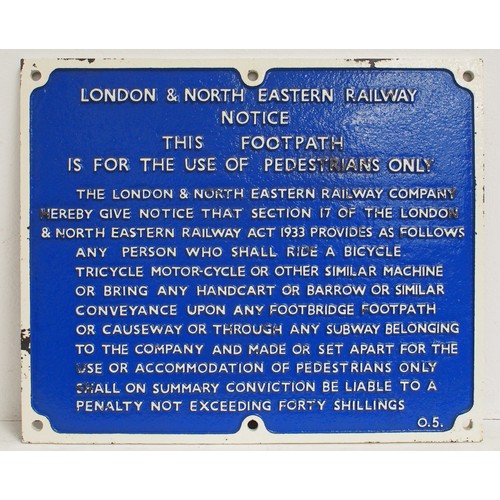 LONDON & NORTH EASTERN RAILWAY
NOTICE
THIS FOOTPATH
IS FOR THE USE OF PEDESTRIANS ONLY
THE LONDON & NORTH EASTERN RAILWAY COMPANY
HEREBY GIVE NOTICE THAT SECTION 17 OF THE LONDON
& NORTH EASTERN RAILWAY ACT 1933 PROVIDES AS FOLLOWS
ANY PERSON WHO SHALL RIDE A BICYCLE.
TRICYCLE MOTOR-CYCLE OR OTHER SIMILAR MACHINE
OR BRING ANY HANDCART OR BARROW OR SIMILAR
CONVEYANCE UPON ANY FOOTBRIDGE FOOTPATH
OR CAUSEWAY OR THROUGH ANY SUBWAY BELONGING
TO THE COMPANY AND MADE OR SET APART FOR THE
USE OR ACCOMMODATION OF PEDESTRIANS ONLY
SHALL ON SUMMARY CONVICTION BE LIABLE TO A
PENALTY NOT EXCEEDING FORTY SHILLINGS
O.5.